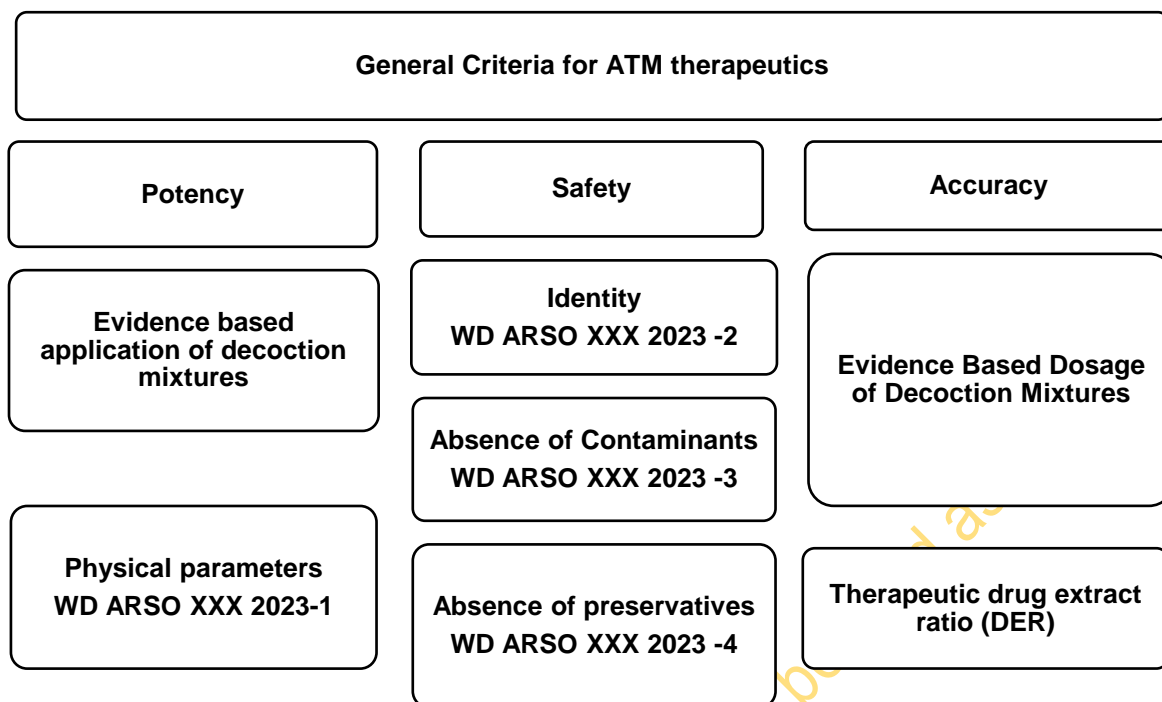 General Criteria for ATM therapeutics
Potency
Safety
Accuracy
Evidence based
application of decoction
mixtures
Physical parameters
WD ARSO XXX 2023-1
Identity
WD ARSO XXX 2023 -2
Absence of Contaminants
WD ARSO XXX 2023 -3
Absence of preservatives
WD ARSO XXX 2023 -4
Evidence Based Dosage
of Decoction Mixtures
Therapeutic drug extract
ratio (DER)